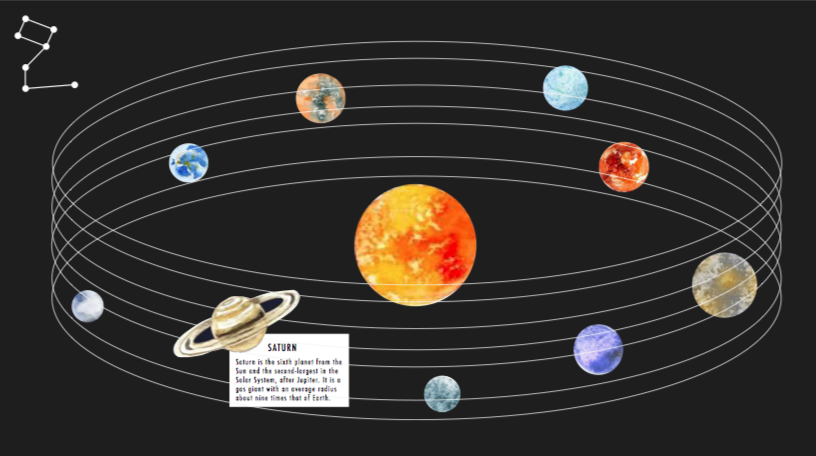 SATURN
Saturn is the sixth planet from the
Sun and the second-largest in the
Solar System, after Jupiter. It is a
gas giant with an average radius
about nine times that of Earth.